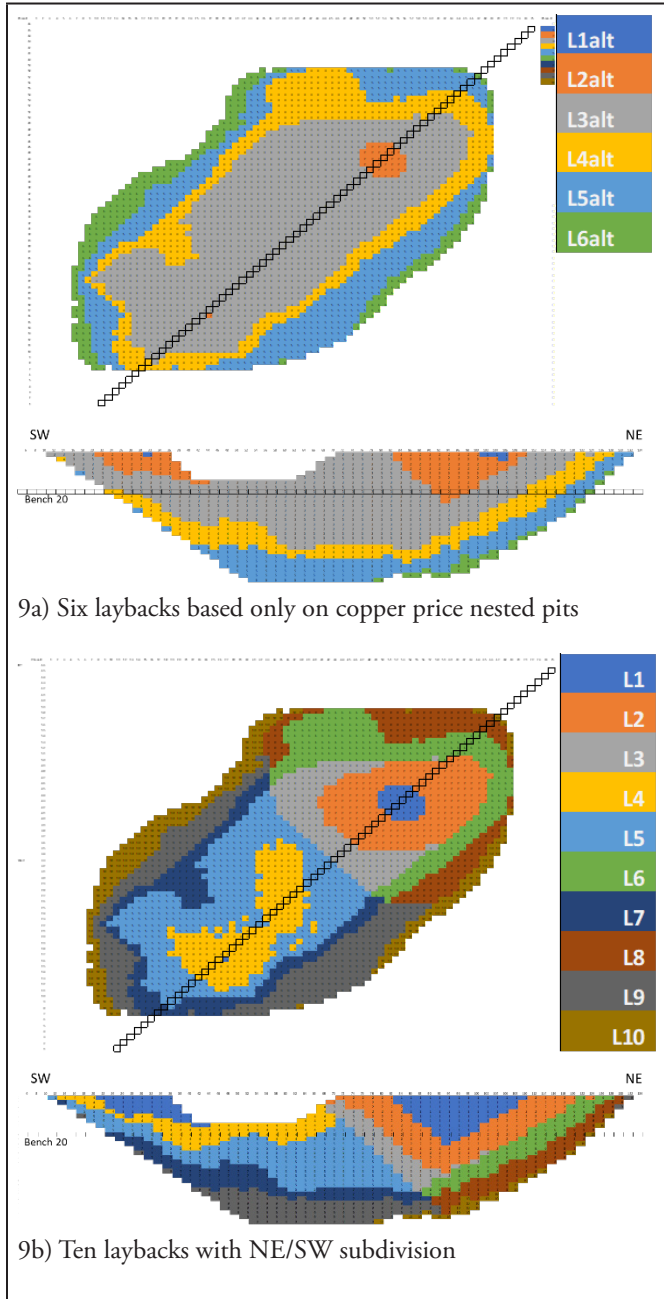 L1alt
L2alt
L3alt
L4alt
L5alt
L6alt
SW
NE
Bench 20
9a) Six laybacks based only on copper price nested pits
L1
L2
L3
L4
L5
L6
L7
L8
L9
L10
SW
NE
Bench 20
9b) Ten laybacks with NE/SW subdivision